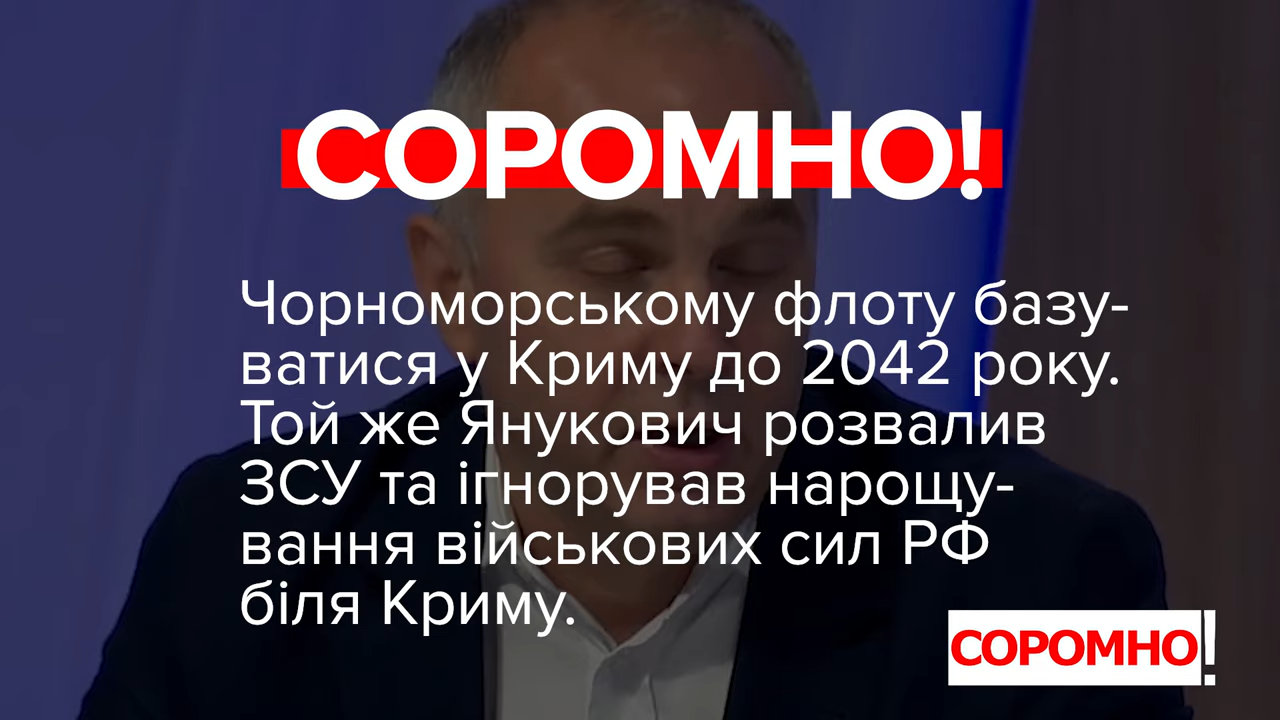 СОРОМНО!
Чорноморському флоту базу-
ватися у Криму до 2042 року.
Той же Янукович розвалив
ЗСУ та ігнорував нарощу-
вання військових сил РФ
біля Криму.
СОРОМНО!